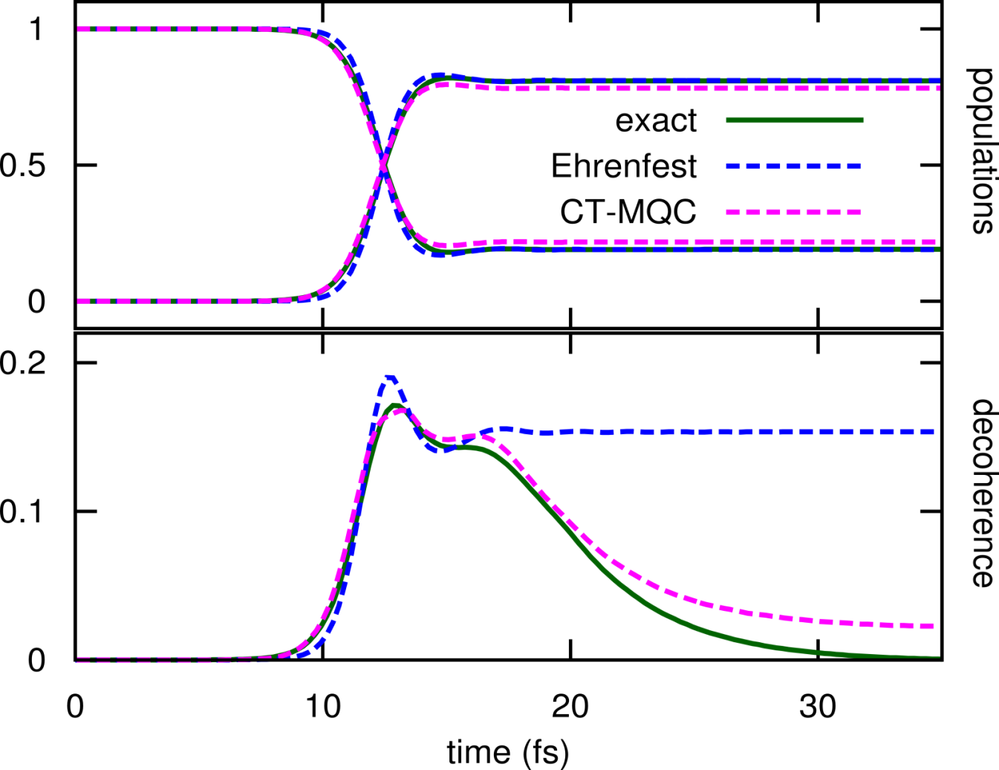 1
0.5
0
populations
exact
Ehrenfest
CT-MQC
0.2
0.1
0
decoherence
0 10 20 30
time (fs)